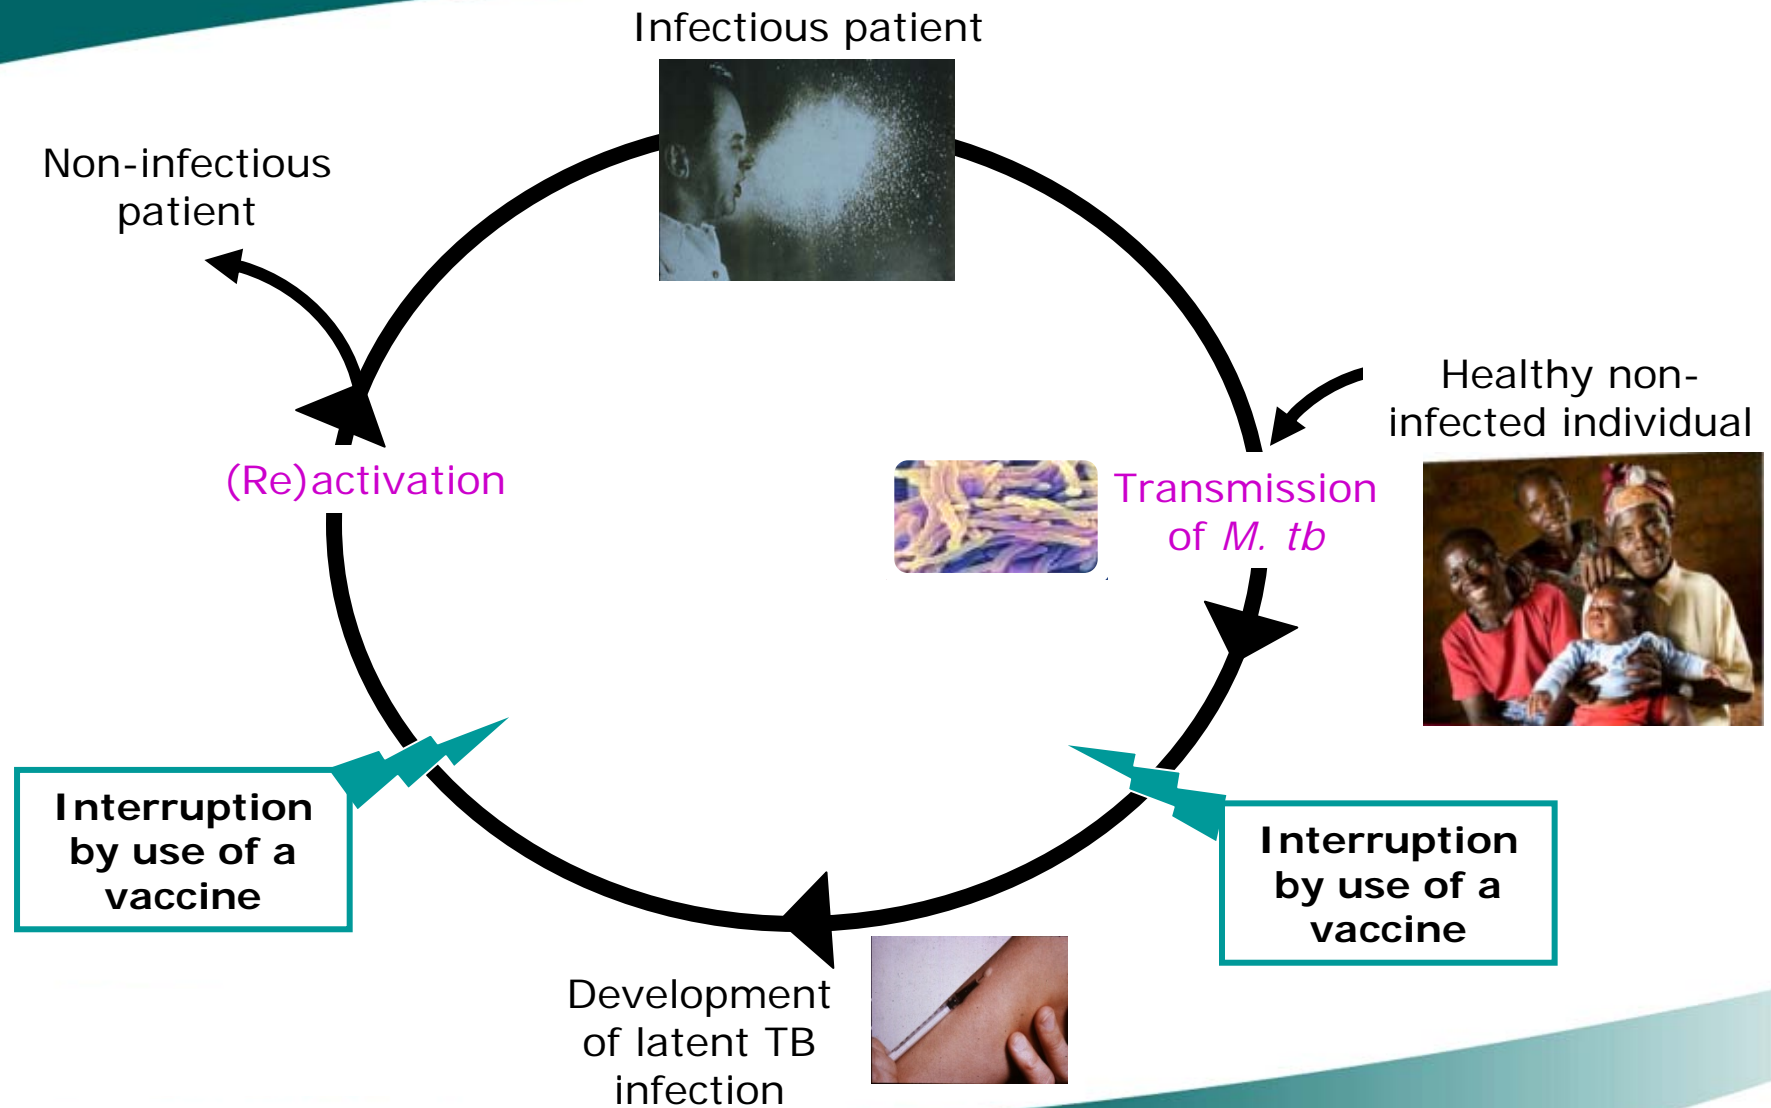 Infectious patient
Non-infectious
patient
Healthy non-
infected individual
(Re)activation
Transmission
of M. tb
Interruption
by use of a
vaccine
Interruption
by use of a
vaccine
Development
of latent TB
infection